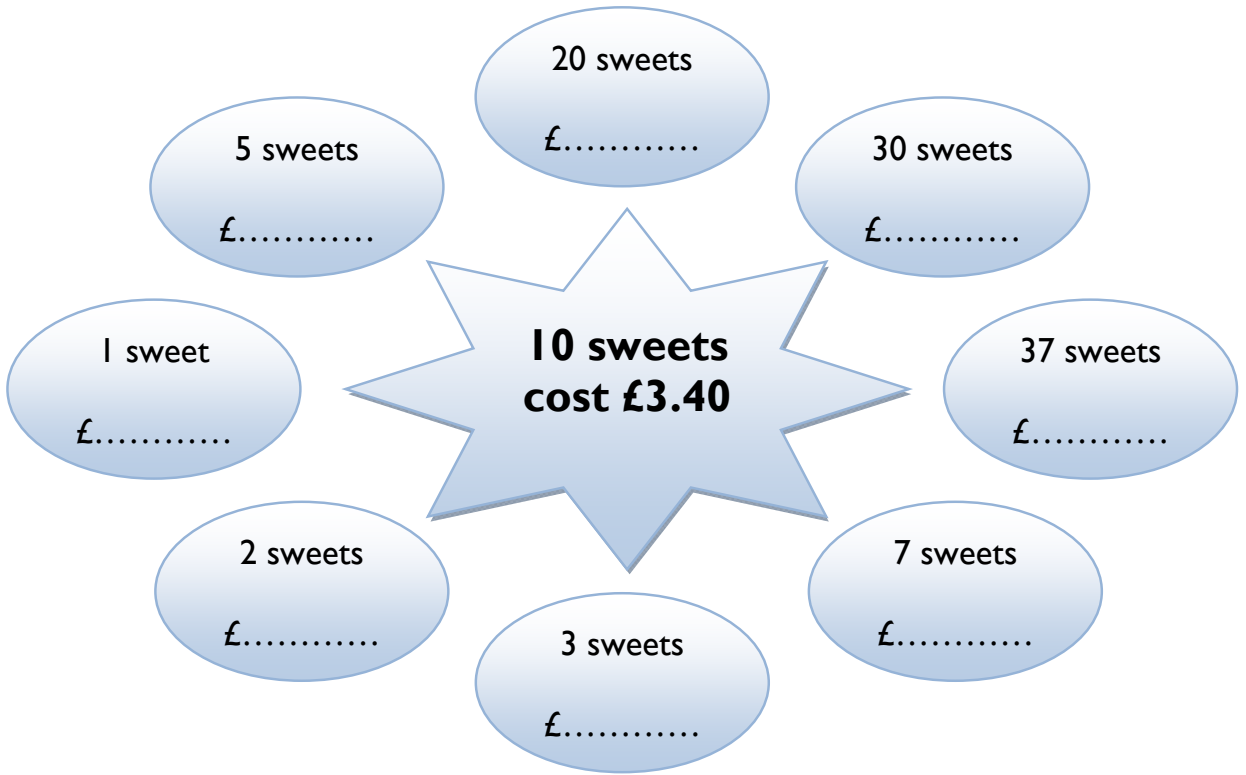 20 sweets
£…………
5 sweets
£…………
30 sweets
£…………
10 sweets
cost £3.40
1 sweet
£…………
37 sweets
£…………
2 sweets
£…………
7 sweets
£…………
3 sweets
£…………